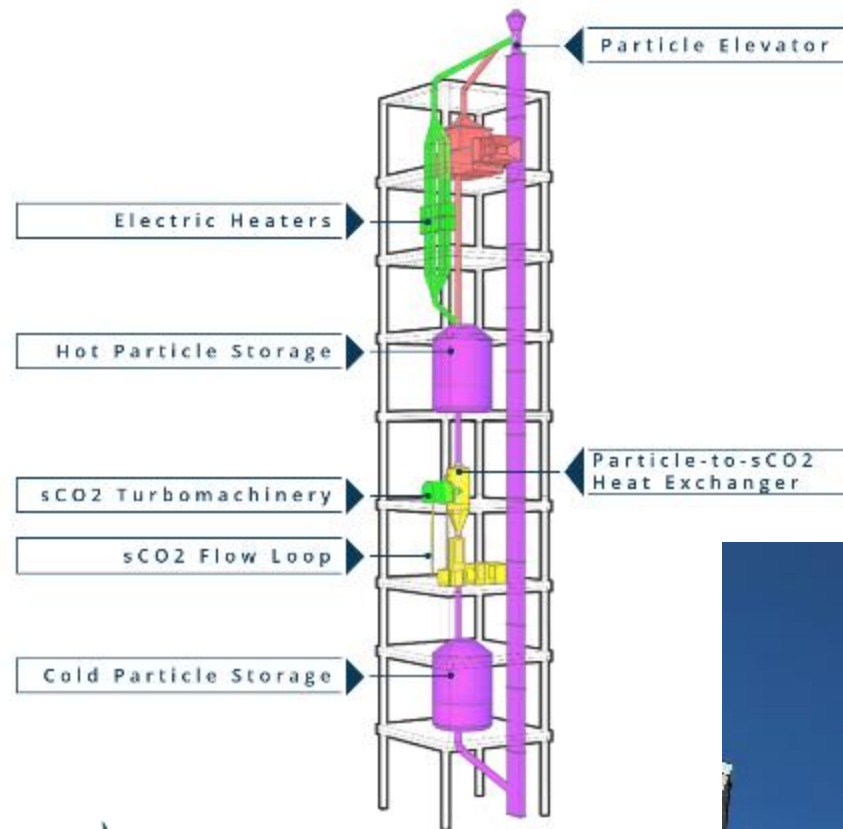 Particle Elevator
Electric Heaters
Hot Particle Storage
Particle-to-sCO2
Heat Exchanger
sCO2 Turbomachinery
sCO2 Flow Loop
Cold Particle Storage